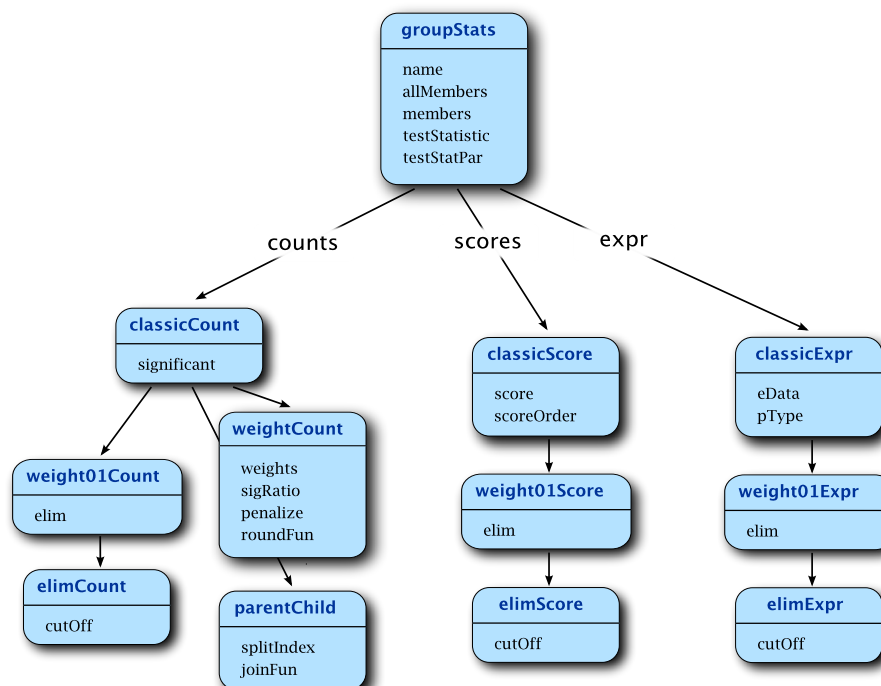 groupStats
name
allMembers
members
testStatistic
testStatPar
counts
scores
expr
classicCount
significant
classicScore
score
scoreOrder
classicExpr
eData
pType
weightCount
weights
sigRatio
penalize
roundFun
weight01Count
elim
weight01Score
elim
weight01Expr
elim
elimCount
cutOff
parentChild
splitIndex
joinFun
elimScore
cutOff
elimExpr
cutOff